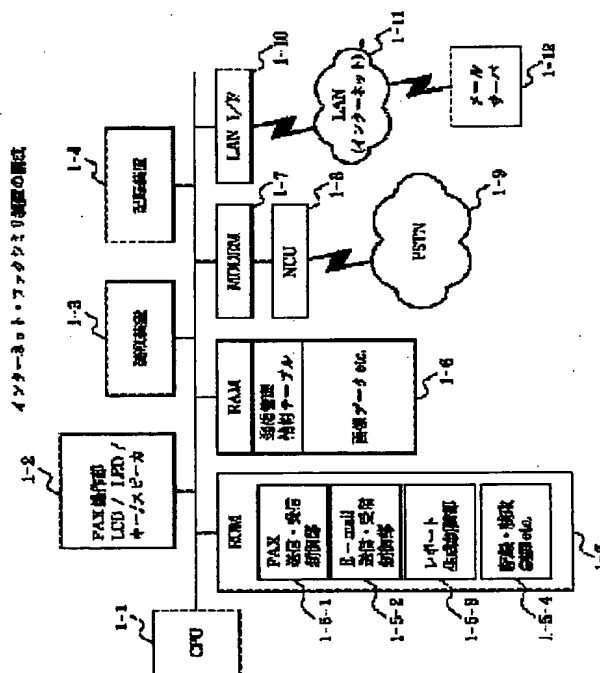 インターネット・ファクシミリ装置の構成
1-1
CPU
1-2
FAX操作部
LCD / LED /
キー/スピーカ
1-3
読取装置
1-4
記録装置
ROM
FAX
送信・受信
制御部
1-5-1
E-mail
送信・受信
制御部
1-5-2
レポート
生成制御部
1-5-3
記録・読取
制御 etc.
1-5-4
RAM
通信管理
情報テーブル
画像データ etc.
1-6
MODEM
1-7
NCU
1-8
PSTN
1-9
LAN I/F
1-10
LAN
(インターネット)
1-11
メール
サーバ
1-12